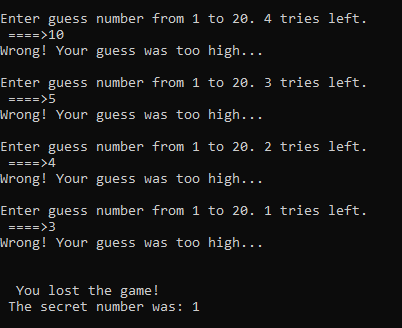 Enter guess number from 1 to 20. 4 tries left.
====>10
Wrong! Your guess was too high...
Enter guess number from 1 to 20. 3 tries left.
====>5
Wrong! Your guess was too high...
Enter guess number from 1 to 20. 2 tries left.
====>4
Wrong! Your guess was too high...
Enter guess number from 1 to 20. 1 tries left.
====>3
Wrong! Your guess was too high...
You lost the game!
The secret number was: 1